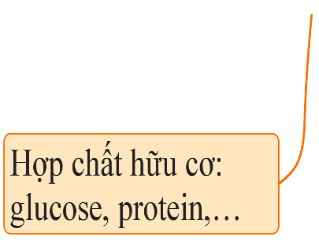 Hợp chất hữu cơ:
glucose, protein,...